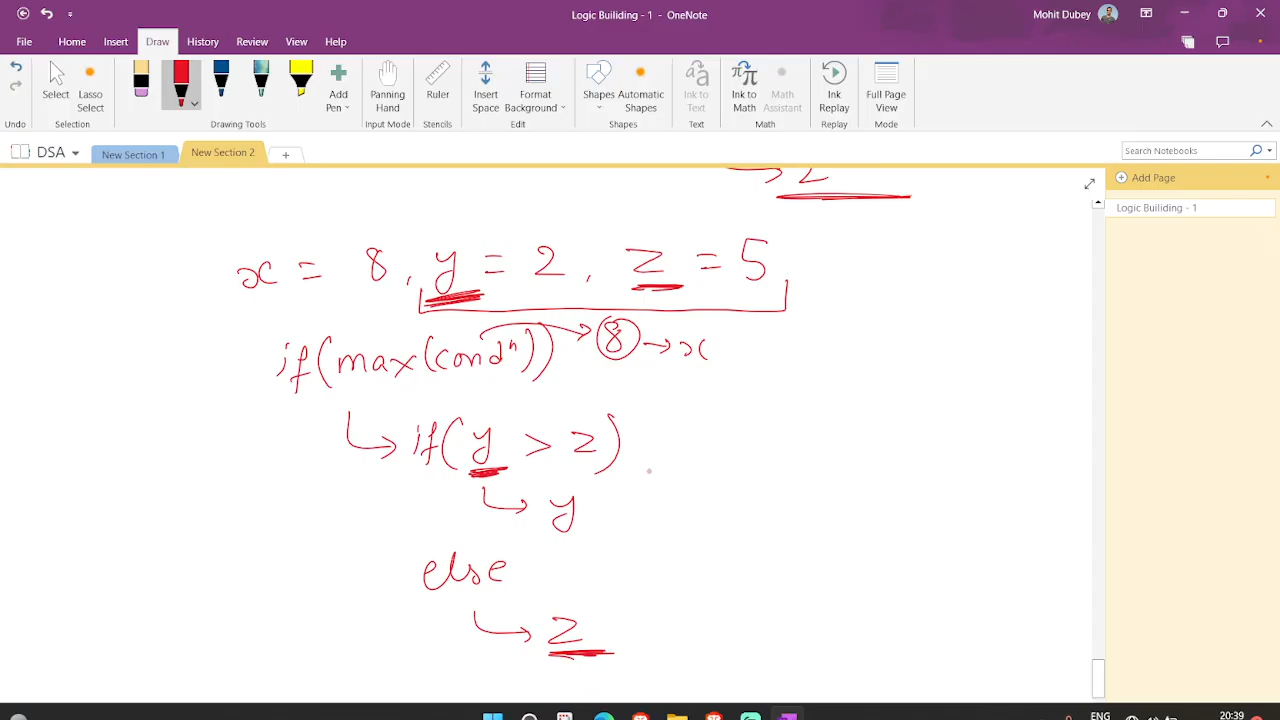 Logic Building - 1 - OneNote
Mohit Dubey
File Home Insert Draw History Review View Help
Undo
Select
Lasso Select
Add Pen
Panning Hand
Ruler
Insert Space
Format Background
Shapes
Automatic Shapes
Ink to Text
Ink to Math
Math Assistant
Ink Replay
Full Page View
Selection
Drawing Tools
Input Mode
Stencils
Edit
Shapes
Text
Math
Replay
Mode
DSA
New Section 1
New Section 2
Search Notebooks
Add Page
Logic Builiding - 1
z
x = 8, y = 2, z = 5
if(max(condⁿ)) → 8 → x
if(y > z)
y
else
z
ENG
20:39